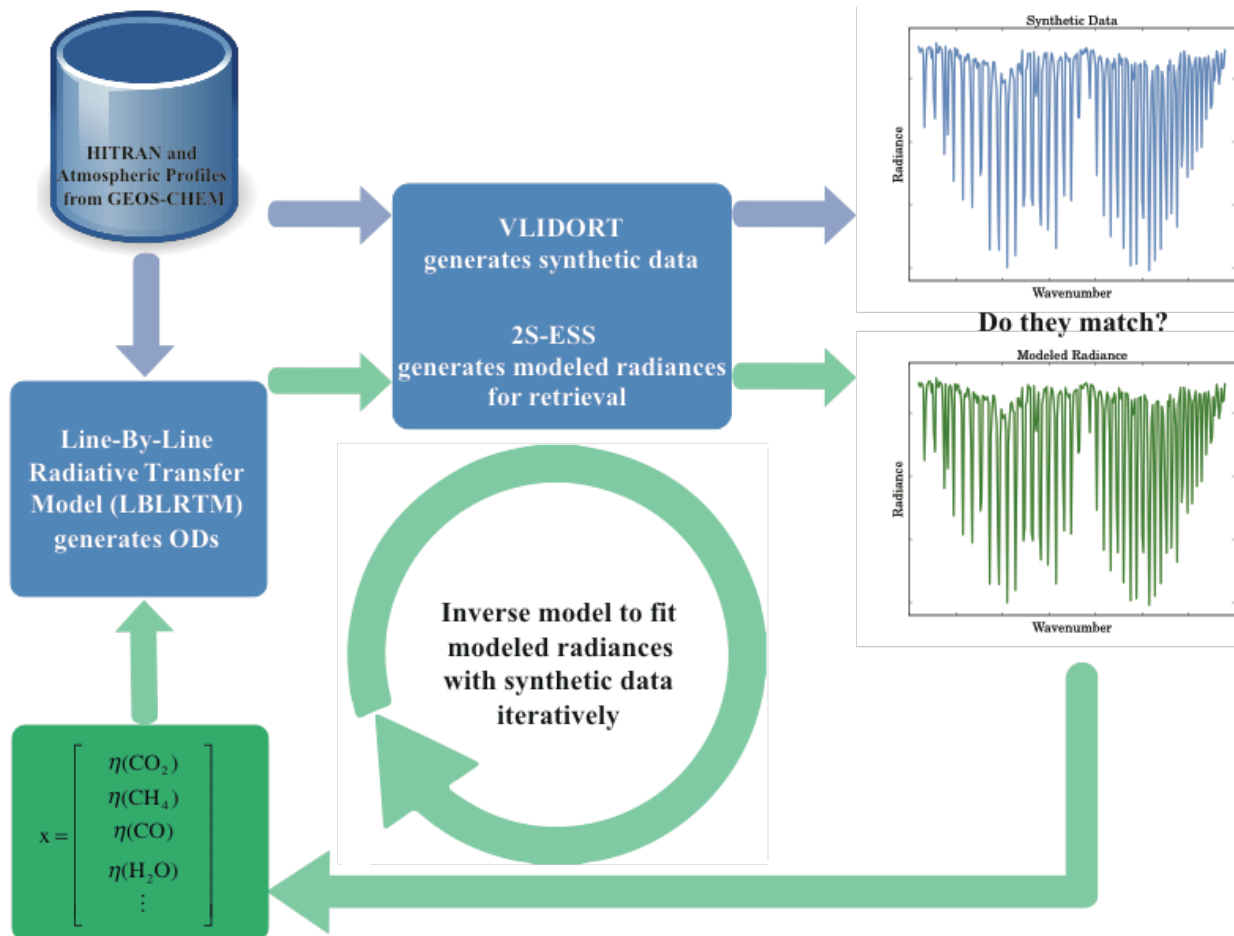 HITRAN and
Atmospheric Profiles
from GEOS-CHEM
VLIDORT
generates synthetic data
2S-ESS
generates modeled radiances
for retrieval
Synthetic Data
Radiance
Wavenumber
Do they match?
Modeled Radiance
Radiance
Wavenumber
Line-By-Line
Radiative Transfer
Model (LBLRTM)
generates ODs
Inverse model to fit
modeled radiances
with synthetic data
iteratively
x =
η(CO₂)
η(CH₄)
η(CO)
η(H₂O)
⋮